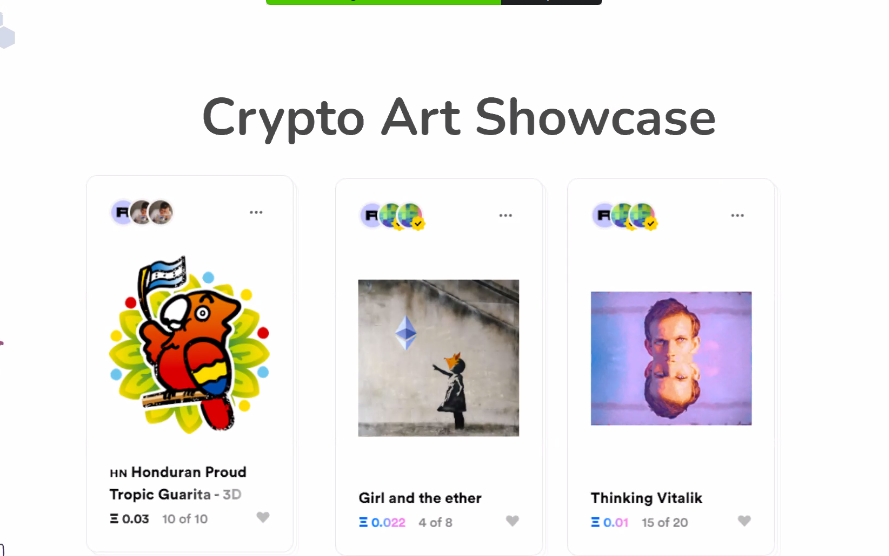 Crypto Art Showcase
HN Honduran Proud
Tropic Guarita - 3D
Ξ 0.03 10 of 10
Girl and the ether
Ξ 0.022 4 of 8
Thinking Vitalik
Ξ 0.01 15 of 20